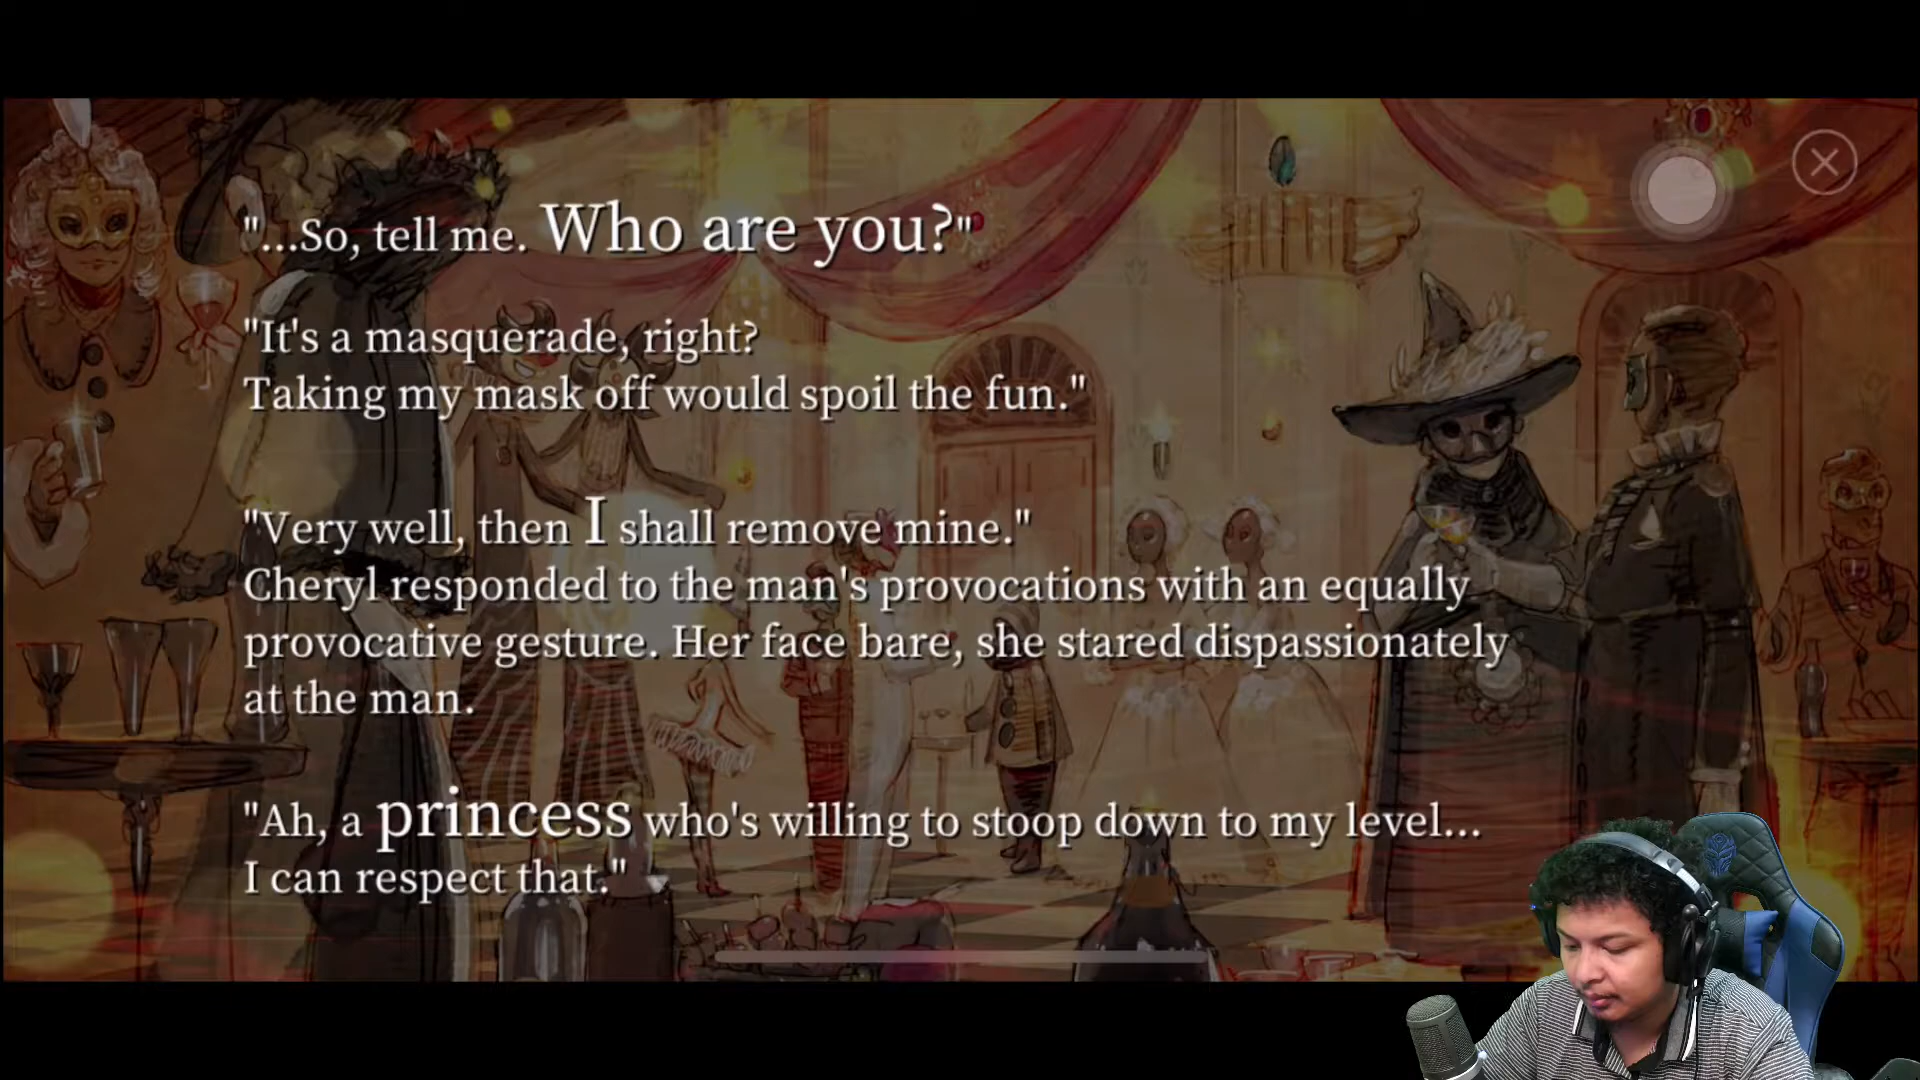 "...So, tell me. Who are you?"
"It's a masquerade, right?
Taking my mask off would spoil the fun."
"Very well, then I shall remove mine."
Cheryl responded to the man's provocations with an equally
provocative gesture. Her face bare, she stared dispassionately
at the man.
"Ah, a princess who's willing to stoop down to my level...
I can respect that."